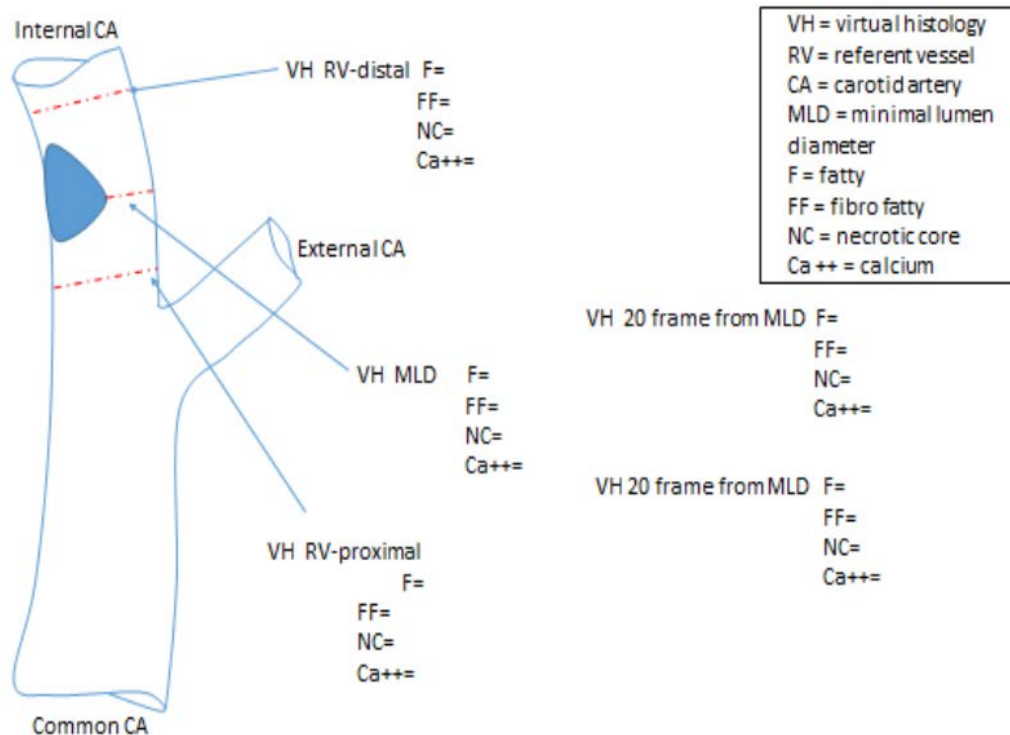 Internal CA
VH RV-distal F=
FF=
NC=
Ca++=
External CA
VH MLD F=
FF=
NC=
Ca++=
VH RV-proximal
F=
FF=
NC=
Ca++=
Common CA
VH = virtual histology
RV = referent vessel
CA = carotid artery
MLD = minimal lumen
diameter
F = fatty
FF = fibro fatty
NC = necrotic core
Ca ++ = calcium
VH 20 frame from MLD F=
FF=
NC=
Ca++=
VH 20 frame from MLD F=
FF=
NC=
Ca++=